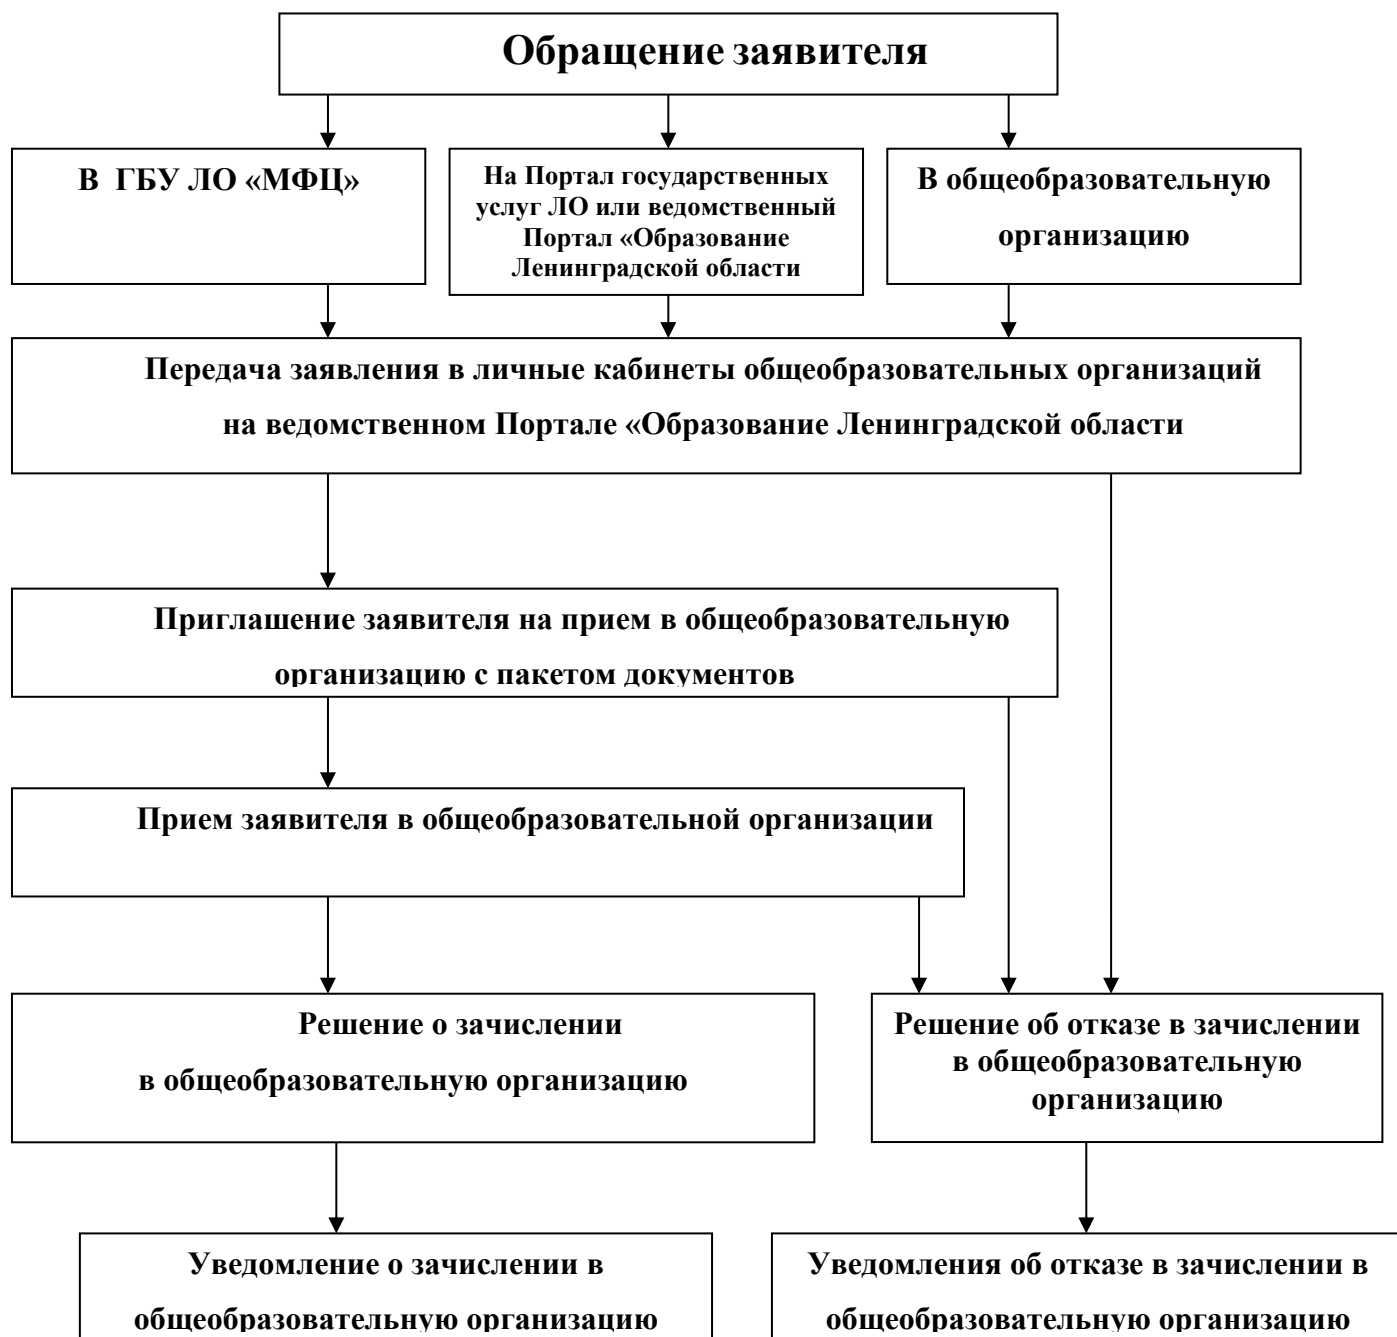 Обращение заявителя
В ГБУ ЛО «МФЦ»
На Портал государственных
услуг ЛО или ведомственный
Портал «Образование
Ленинградской области
В общеобразовательную
организацию
Передача заявления в личные кабинеты общеобразовательных организаций
на ведомственном Портале «Образование Ленинградской области
Приглашение заявителя на прием в общеобразовательную
организацию с пакетом документов
Прием заявителя в общеобразовательной организации
Решение о зачислении
в общеобразовательную организацию
Решение об отказе в зачислении
в общеобразовательную
организацию
Уведомление о зачислении в
общеобразовательную организацию
Уведомления об отказе в зачислении в
общеобразовательную организацию